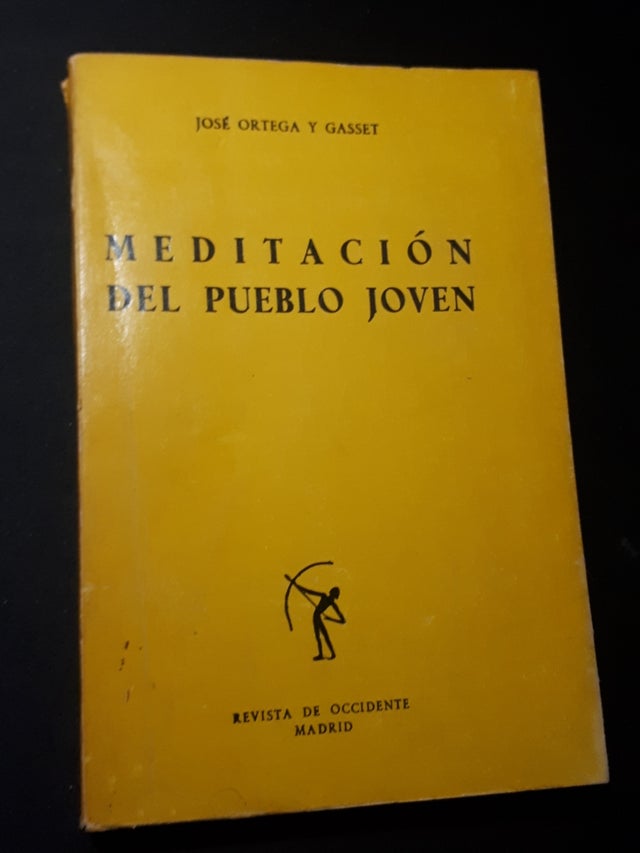 JOSÉ ORTEGA Y GASSET
MEDITACIÓN
DEL PUEBLO JOVEN
REVISTA DE OCCIDENTE
MADRID